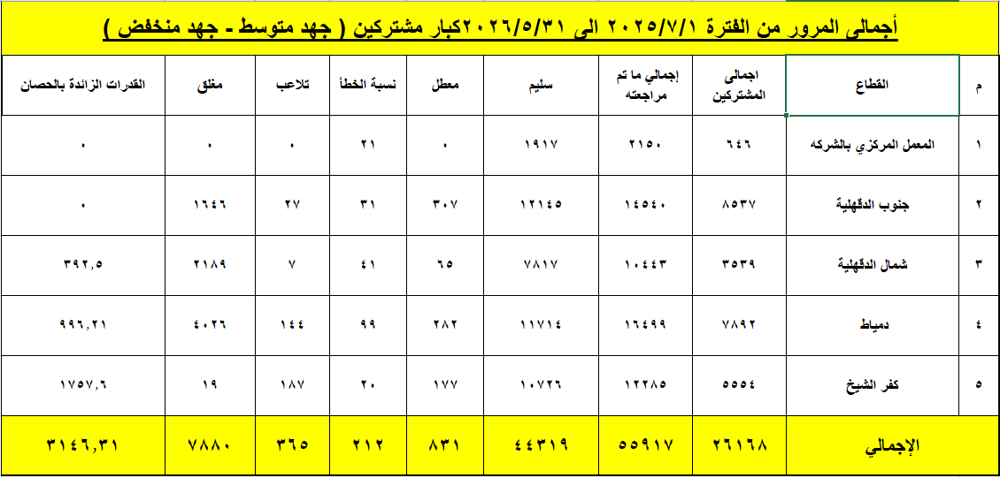 أجمالى المرور من الفترة ٢٠٢٥/٧/١ الى ٢٠٢٦/٥/٣١كبار مشتركين ( جهد متوسط - جهد منخفض )
م القطاع اجمالى المشتركين إجمالي ما تم مراجعته سليم معطل نسبة الخطأ تلاعب مغلق القدرات الزائدة بالحصان
١ المعمل المركزي بالشركه ٦٤٦ ٢١٥٠ ١٩١٧ ٠ ٢١ ٠ ٠ ٠
٢ جنوب الدقهلية ٨٥٣٧ ١٤٥٤٠ ١٢١٤٥ ٣٠٧ ٣١ ٢٧ ١٦٤٦ ٠
٣ شمال الدقهلية ٣٥٣٩ ١٠٤٤٣ ٧٨١٧ ٦٥ ٤١ ٧ ٢١٨٩ ٣٩٢,٥
٤ دمياط ٧٨٩٢ ١٦٤٩٩ ١١٧١٤ ٢٨٢ ٩٩ ١٤٤ ٤٠٢٦ ٩٩٦,٢١
٥ كفر الشيخ ٥٥٥٤ ١٢٢٨٥ ١٠٧٢٦ ١٧٧ ٢٠ ١٨٧ ١٩ ١٧٥٧,٦
الإجمالي ٢٦١٦٨ ٥٥٩١٧ ٤٤٣١٩ ٨٣١ ٢١٢ ٣٦٥ ٧٨٨٠ ٣١٤٦,٣١